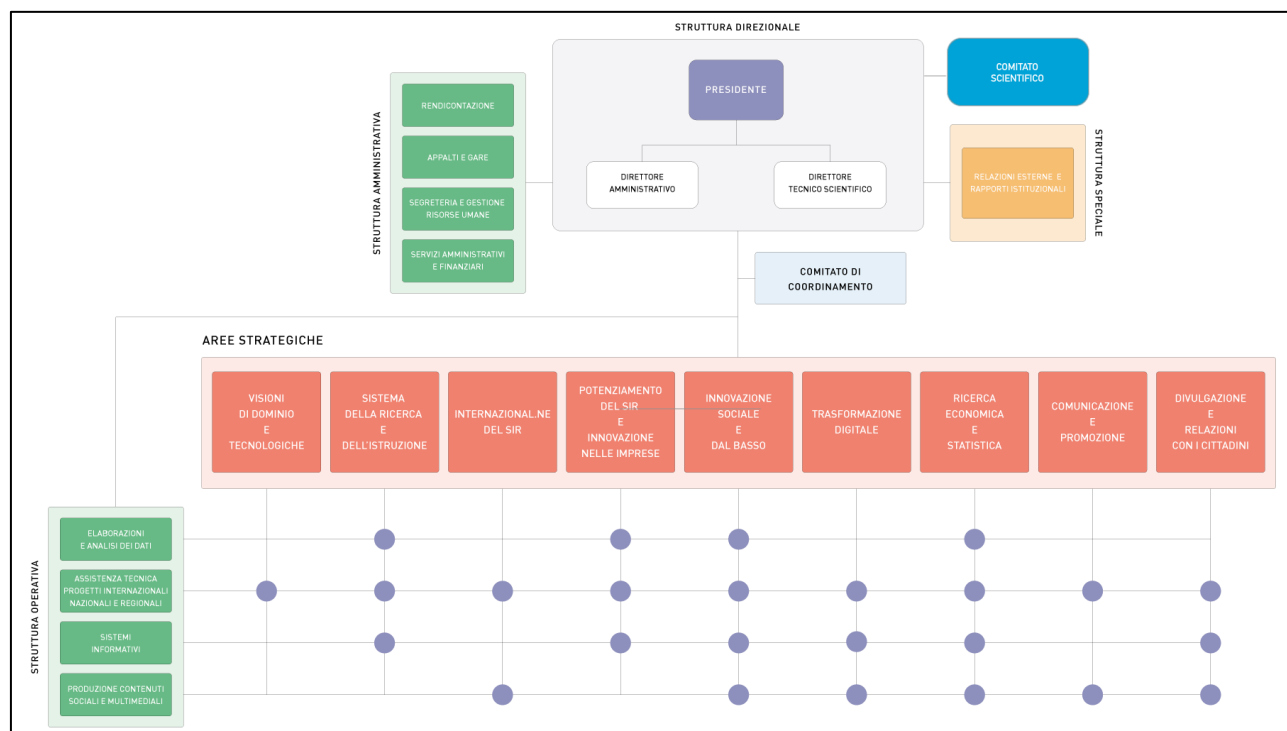 STRUTTURA DIREZIONALE
PRESIDENTE
DIRETTORE
AMMINISTRATIVO
DIRETTORE
TECNICO SCIENTIFICO
COMITATO
SCIENTIFICO
STRUTTURA AMMINISTRATIVA
RENDICONTAZIONE
APPALTI E GARE
SEGRETERIA E GESTIONE
RISORSE UMANE
SERVIZI AMMINISTRATIVI
E FINANZIARI
RELAZIONI ESTERNE E
RAPPORTI ISTITUZIONALI
STRUTTURA SPECIALE
COMITATO DI
COORDINAMENTO
AREE STRATEGICHE
VISIONI
DI DOMINIO
E
TECNOLOGICHE
SISTEMA
DELLA RICERCA
E
DELL'ISTRUZIONE
INTERNAZIONAL.NE
DEL SIR
POTENZIAMENTO
DEL SIR
E
INNOVAZIONE
NELLE IMPRESE
INNOVAZIONE
SOCIALE
E
DAL BASSO
TRASFORMAZIONE
DIGITALE
RICERCA
ECONOMICA
E
STATISTICA
COMUNICAZIONE
E
PROMOZIONE
DIVULGAZIONE
E
RELAZIONI
CON I CITTADINI
STRUTTURA OPERATIVA
ELABORAZIONI
E ANALISI DEI DATI
ASSISTENZA TECNICA
PROGETTI INTERNAZIONALI
NAZIONALI E REGIONALI
SISTEMI
INFORMATIVI
PRODUZIONE CONTENUTI
SOCIALI E MULTIMEDIALI